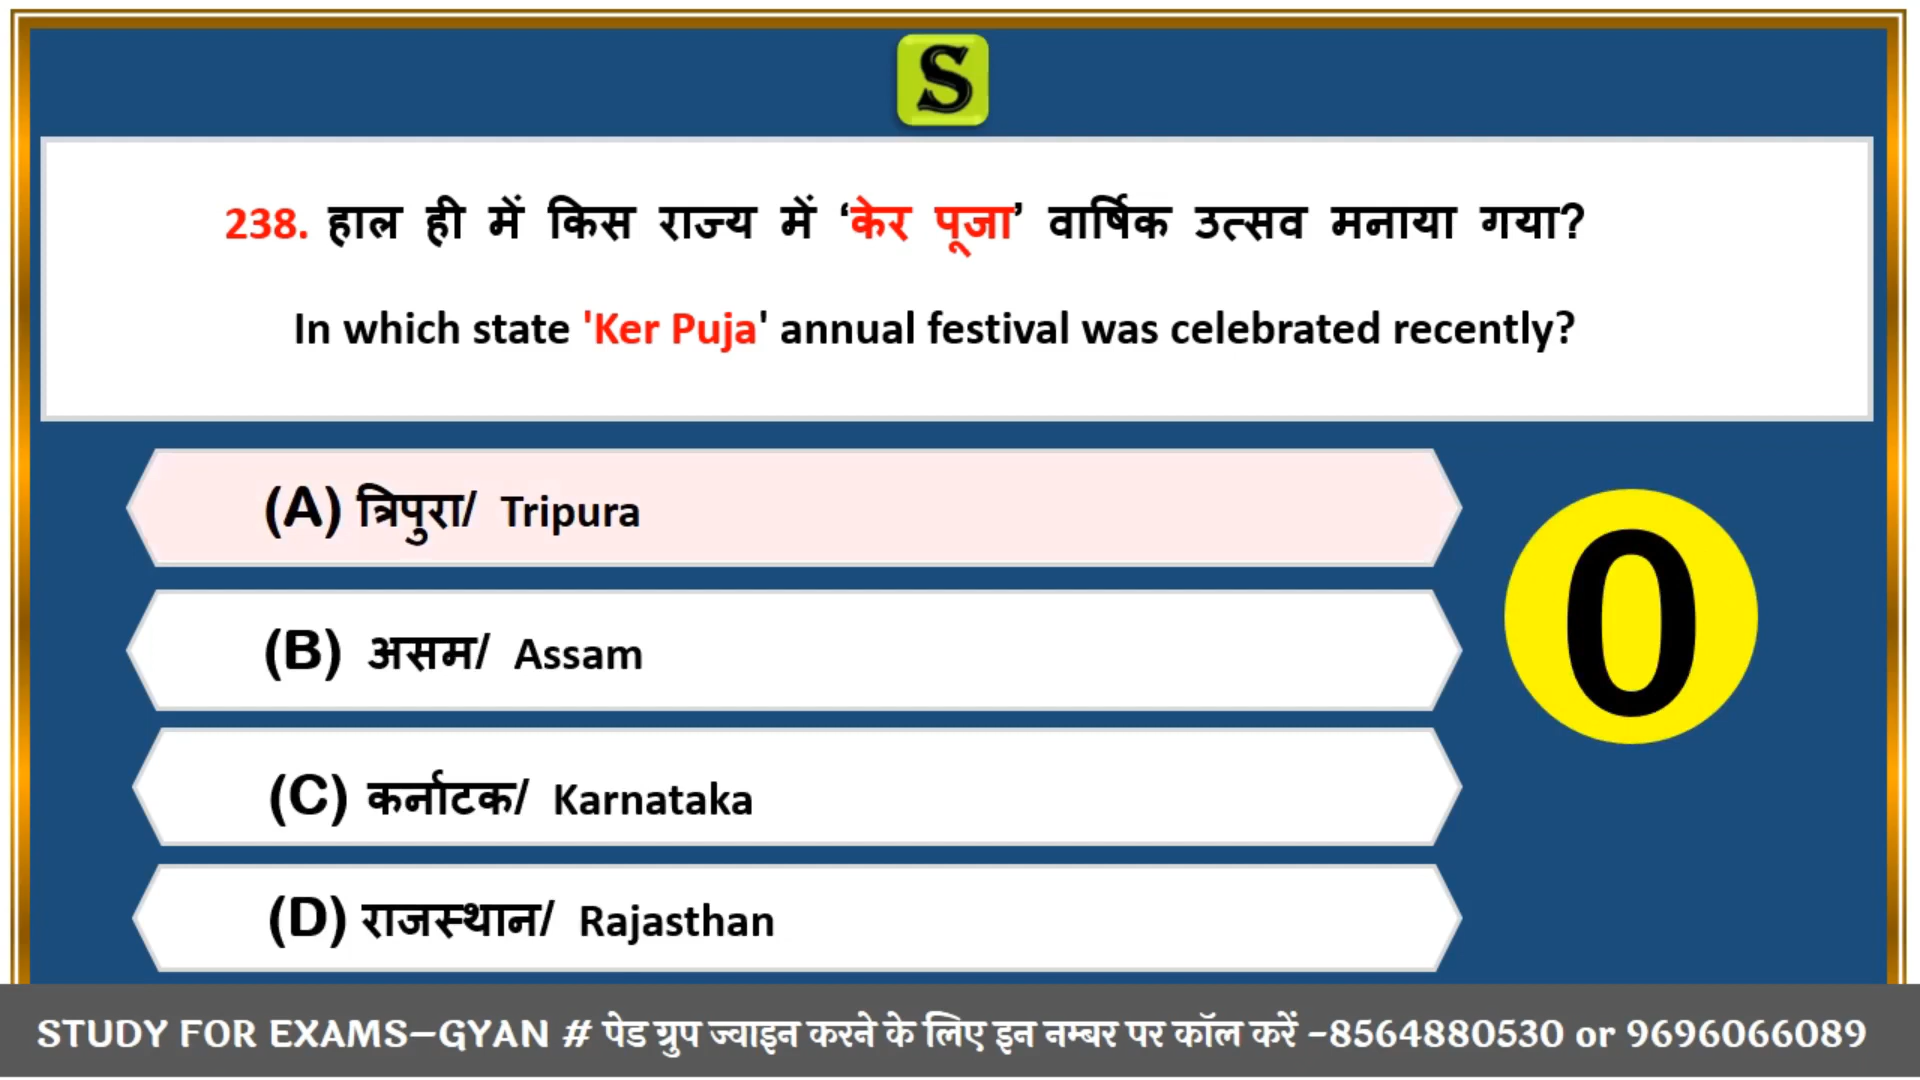 S
238. हाल ही में किस राज्य में ‘केर पूजा’ वार्षिक उत्सव मनाया गया?
In which state 'Ker Puja' annual festival was celebrated recently?
(A) त्रिपुरा/ Tripura
0
(B) असम/ Assam
(C) कर्नाटक/ Karnataka
(D) राजस्थान/ Rajasthan
STUDY FOR EXAMS–GYAN # पेड ग्रुप ज्वाइन करने के लिए इन नम्बर पर कॉल करें -8564880530 or 9696066089